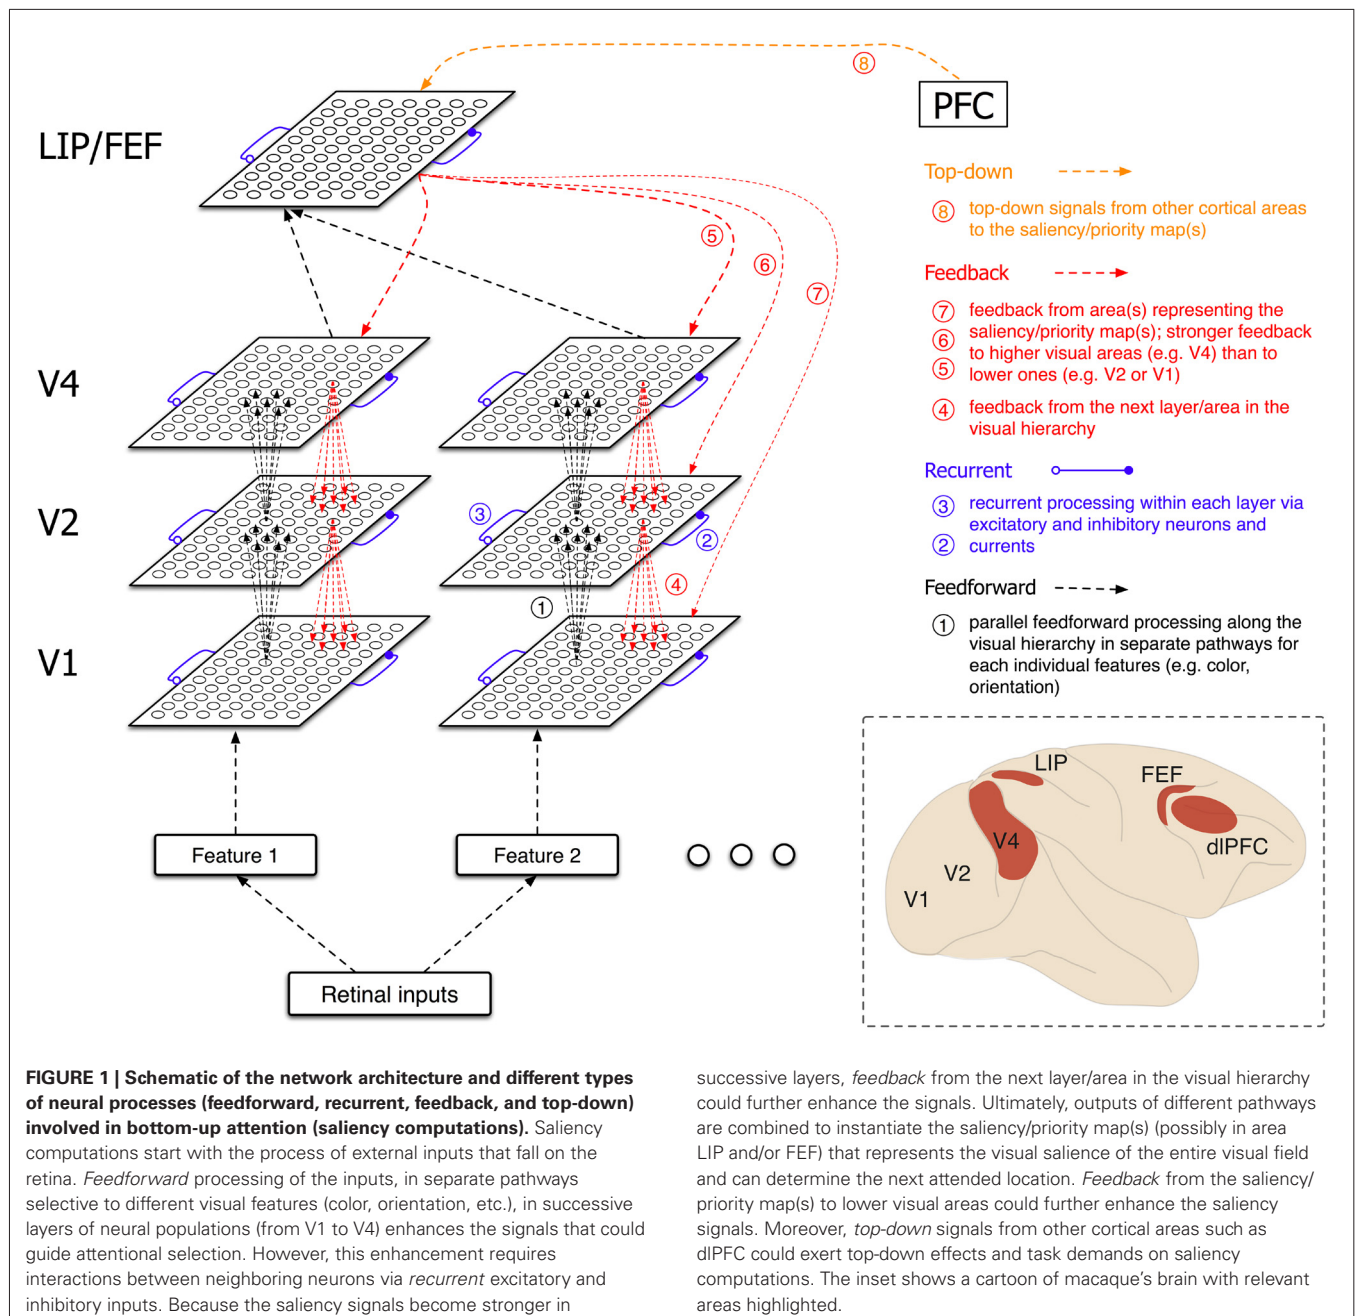 ⑧
PFC
LIP/FEF
Top-down
⑧ top-down signals from other cortical areas
to the saliency/priority map(s)
⑤
⑥
⑦
Feedback
⑦ feedback from area(s) representing the
⑥ saliency/priority map(s); stronger feedback
to higher visual areas (e.g. V4) than to
⑤ lower ones (e.g. V2 or V1)
④ feedback from the next layer/area in the
visual hierarchy
V4
Recurrent
③ recurrent processing within each layer via
excitatory and inhibitory neurons and
② currents
V2
③
②
④
①
Feedforward
① parallel feedforward processing along the
visual hierarchy in separate pathways for
each individual features (e.g. color,
orientation)
V1
Feature 1
Feature 2
Retinal inputs
LIP
FEF
V4
dlPFC
V2
V1
FIGURE 1 | Schematic of the network architecture and different types
of neural processes (feedforward, recurrent, feedback, and top-down)
involved in bottom-up attention (saliency computations). Saliency
computations start with the process of external inputs that fall on the
retina. Feedforward processing of the inputs, in separate pathways
selective to different visual features (color, orientation, etc.), in successive
layers of neural populations (from V1 to V4) enhances the signals that could
guide attentional selection. However, this enhancement requires
interactions between neighboring neurons via recurrent excitatory and
inhibitory inputs. Because the saliency signals become stronger in
successive layers, feedback from the next layer/area in the visual hierarchy
could further enhance the signals. Ultimately, outputs of different pathways
are combined to instantiate the saliency/priority map(s) (possibly in area
LIP and/or FEF) that represents the visual salience of the entire visual field
and can determine the next attended location. Feedback from the saliency/
priority map(s) to lower visual areas could further enhance the saliency
signals. Moreover, top-down signals from other cortical areas such as
dlPFC could exert top-down effects and task demands on saliency
computations. The inset shows a cartoon of macaque's brain with relevant
areas highlighted.